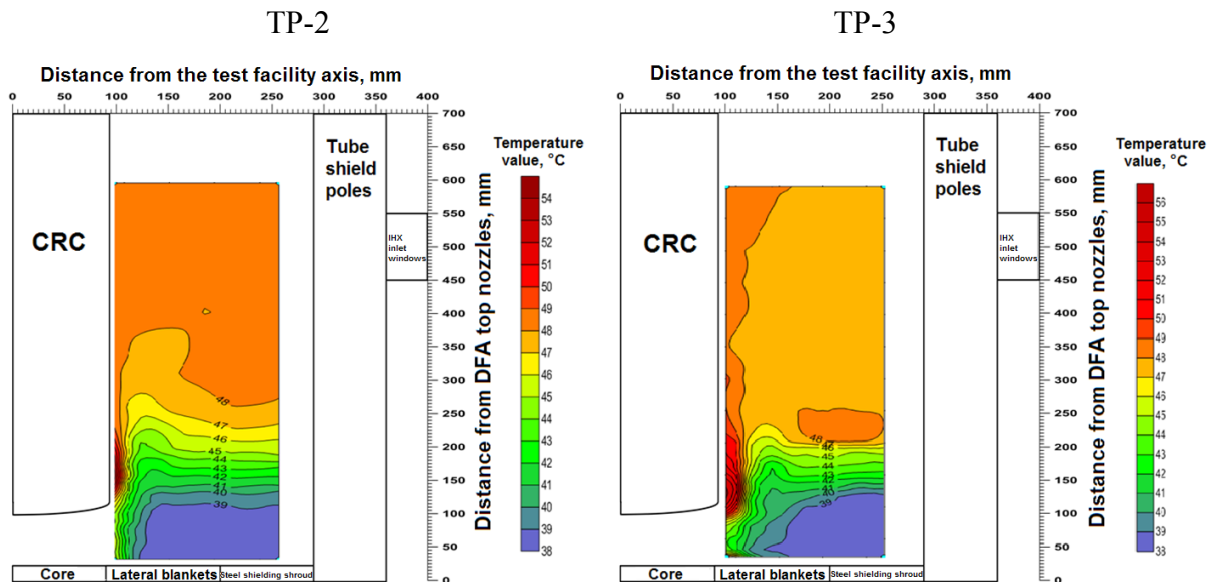 TP-2
Distance from the test facility axis, mm
0 50 100 150 200 250 300 350 400
700
650
600
550
500
450
400
350
300
250
200
150
100
50
0
CRC
Tube
shield
poles
IHX
inlet
windows
Distance from DFA top nozzles, mm
Temperature
value, °C
54
53
52
51
50
49
48
47
46
45
44
43
42
41
40
39
38
48
47
46
45
44
43
42
41
40
39
Core
Lateral blankets
Steel shielding shroud
TP-3
Distance from the test facility axis, mm
0 50 100 150 200 250 300 350 400
700
650
600
550
500
450
400
350
300
250
200
150
100
50
0
CRC
Tube
shield
poles
IHX
inlet
windows
Distance from DFA top nozzles, mm
Temperature
value, °C
56
55
54
53
52
51
50
49
48
47
46
45
44
43
42
41
40
39
38
48
46
45
44
43
42
41
40
39
Core
Lateral blankets
Steel shielding shroud